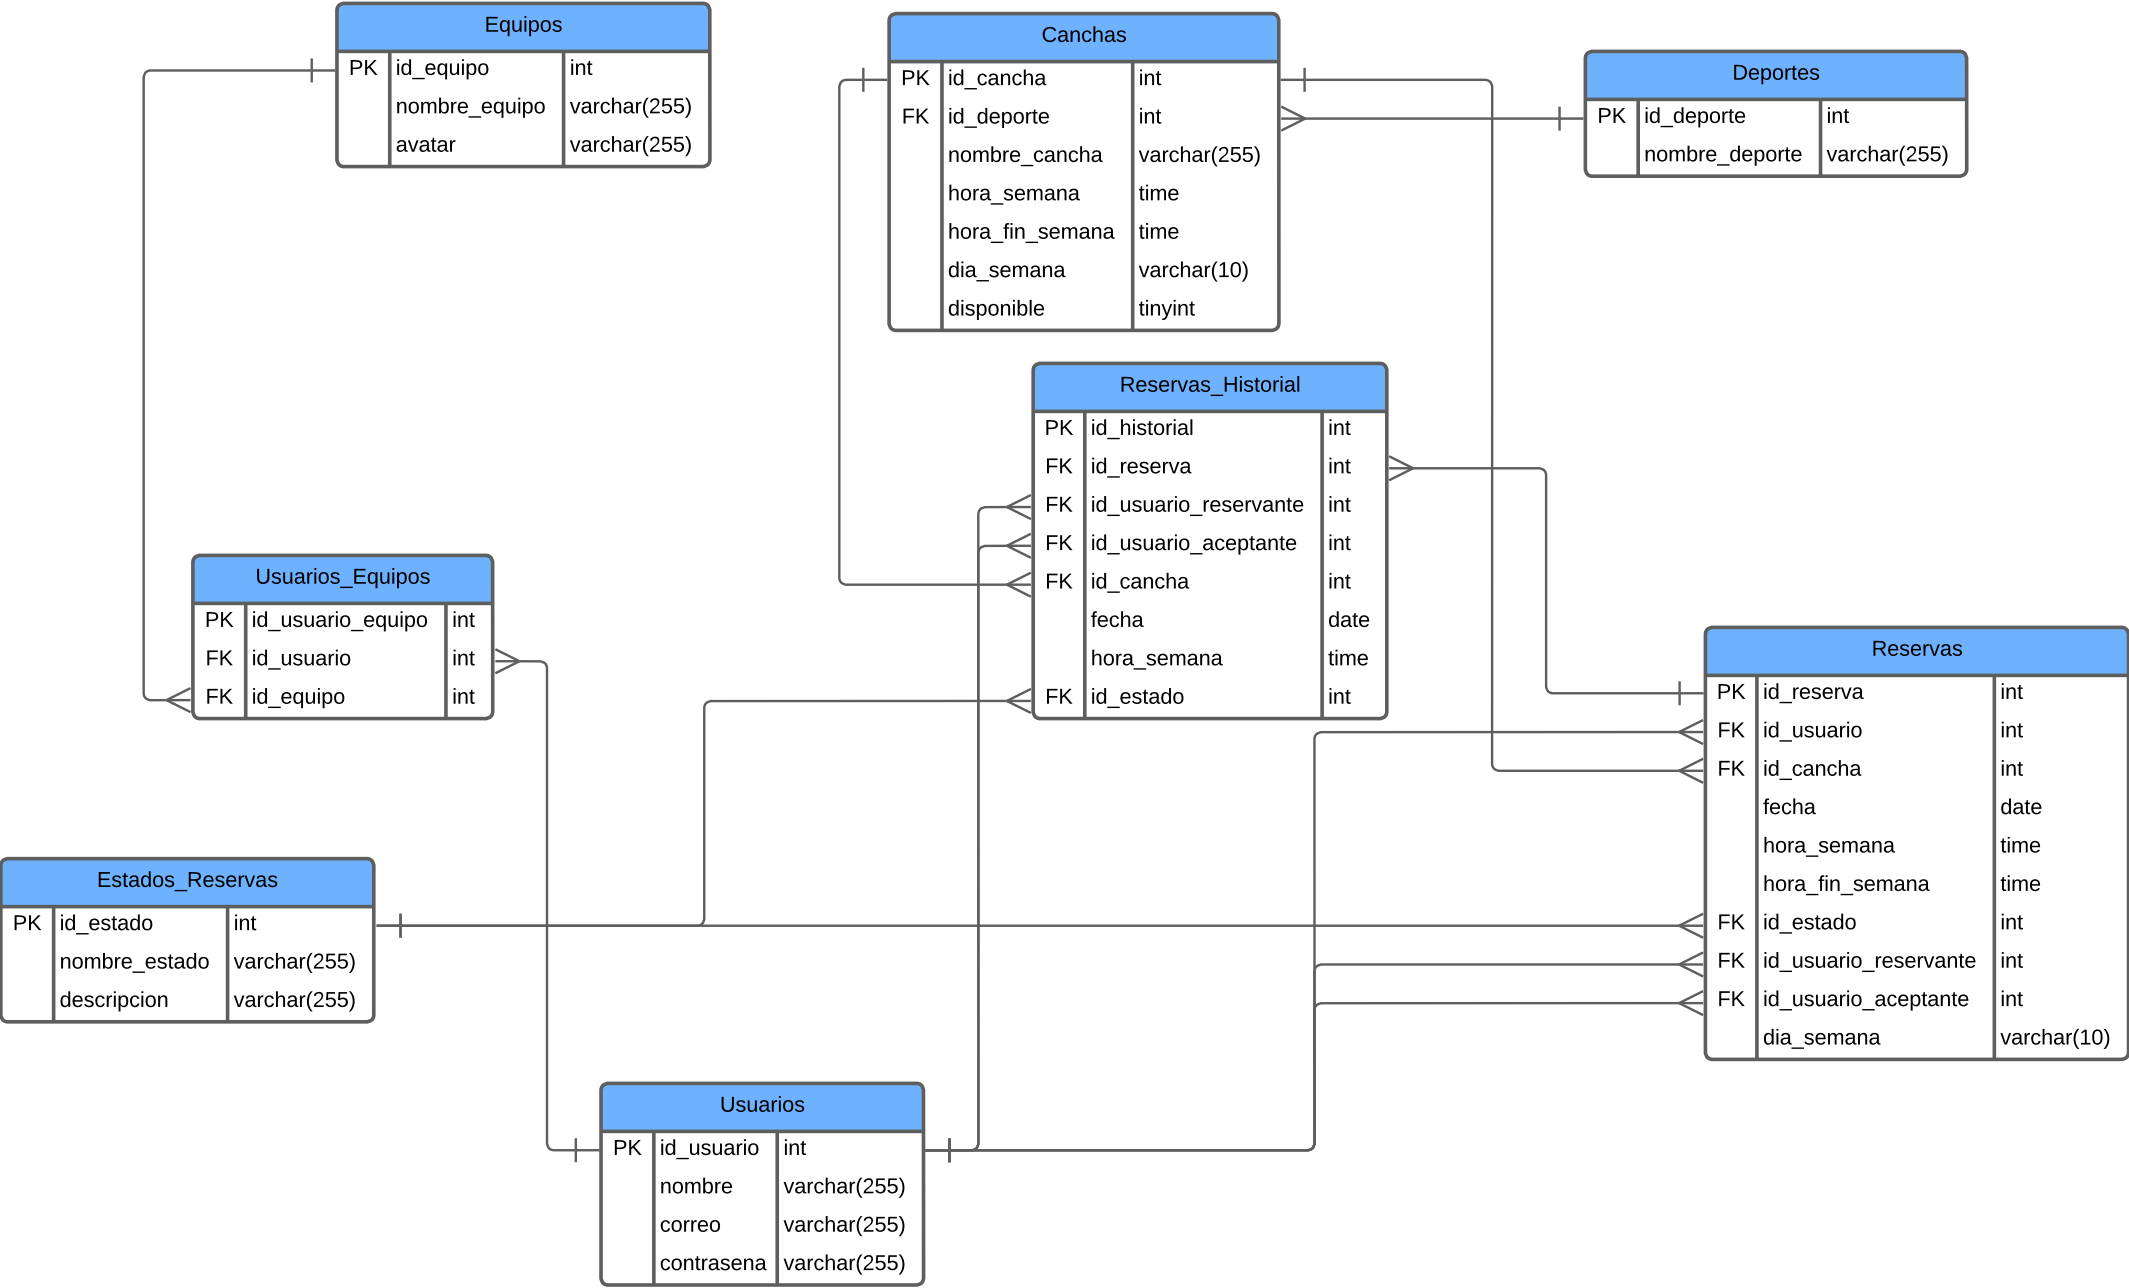 Equipos
PK id_equipo int
nombre_equipo varchar(255)
avatar varchar(255)
Canchas
PK id_cancha int
FK id_deporte int
nombre_cancha varchar(255)
hora_semana time
hora_fin_semana time
dia_semana varchar(10)
disponible tinyint
Deportes
PK id_deporte int
nombre_deporte varchar(255)
Reservas_Historial
PK id_historial int
FK id_reserva int
FK id_usuario_reservante int
FK id_usuario_aceptante int
FK id_cancha int
fecha date
hora_semana time
FK id_estado int
Usuarios_Equipos
PK id_usuario_equipo int
FK id_usuario int
FK id_equipo int
Reservas
PK id_reserva int
FK id_usuario int
FK id_cancha int
fecha date
hora_semana time
hora_fin_semana time
FK id_estado int
FK id_usuario_reservante int
FK id_usuario_aceptante int
dia_semana varchar(10)
Estados_Reservas
PK id_estado int
nombre_estado varchar(255)
descripcion varchar(255)
Usuarios
PK id_usuario int
nombre varchar(255)
correo varchar(255)
contrasena varchar(255)